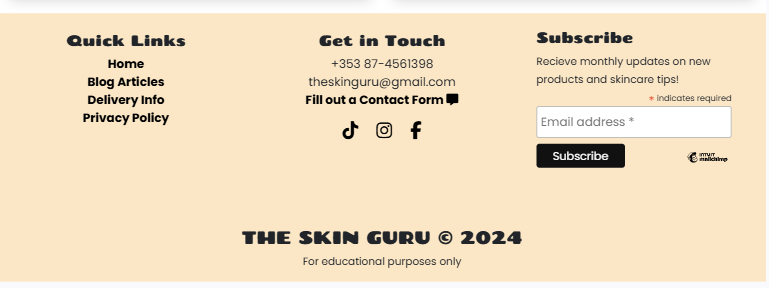 Quick Links
Home
Blog Articles
Delivery Info
Privacy Policy
Get in Touch
+353 87-4561398
theskinguru@gmail.com
Fill out a Contact Form
Subscribe
Recieve monthly updates on new
products and skincare tips!
* indicates required
Email address *
Subscribe
INTUIT
mailchimp
THE SKIN GURU © 2024
For educational purposes only